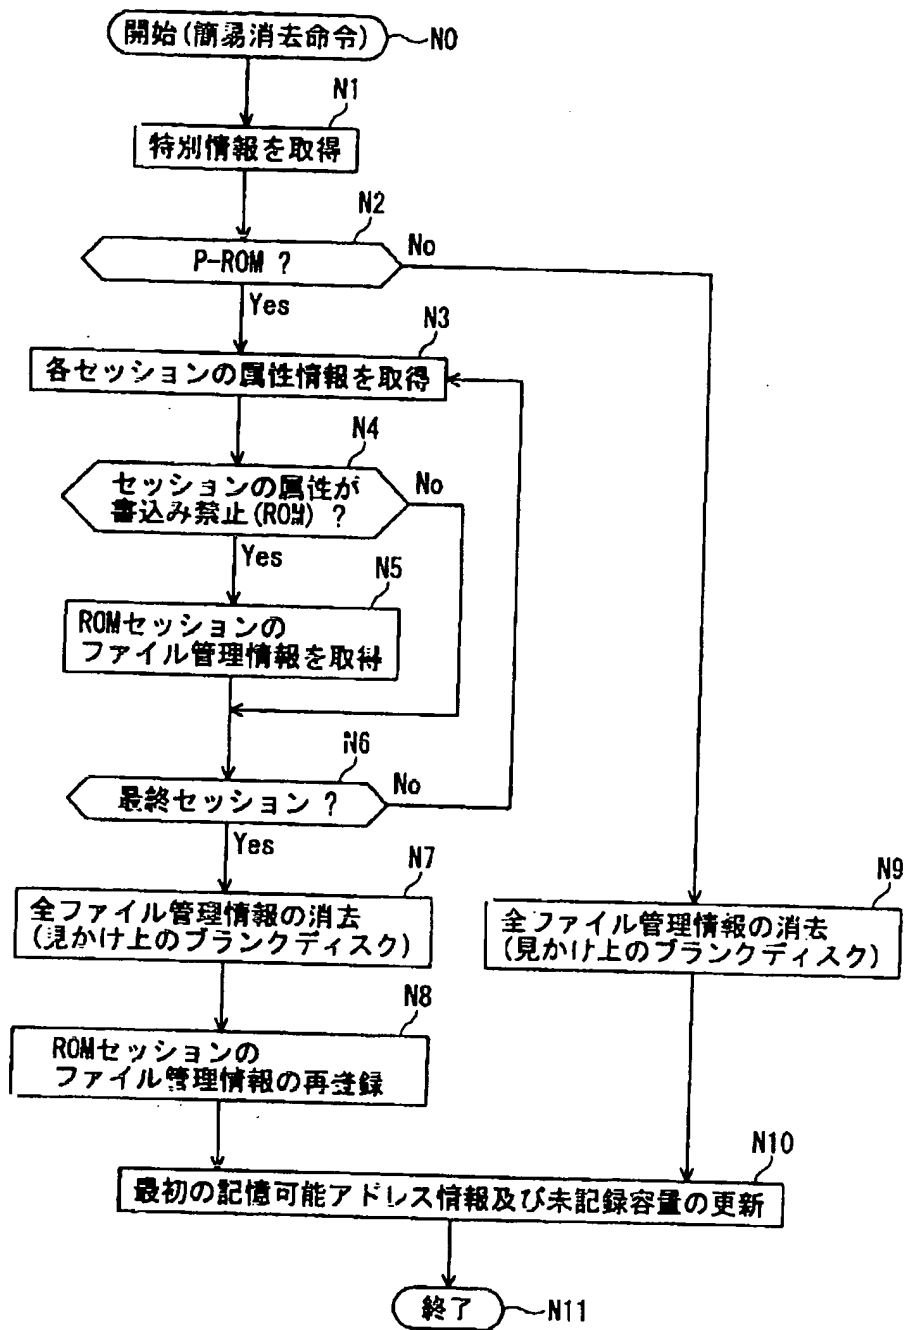 開始(簡易消去命令)
N0
N1
特別情報を取得
N2
P-ROM ?
No
Yes
N3
各セッションの属性情報を取得
N4
セッションの属性が
書込み禁止(ROM) ?
No
Yes
N5
ROMセッションの
ファイル管理情報を取得
N6
最終セッション ?
No
Yes
N7
全ファイル管理情報の消去
(見かけ上のブランクディスク)
N9
全ファイル管理情報の消去
(見かけ上のブランクディスク)
N8
ROMセッションの
ファイル管理情報の再登録
N10
最初の記憶可能アドレス情報及び未記録容量の更新
終了
N11